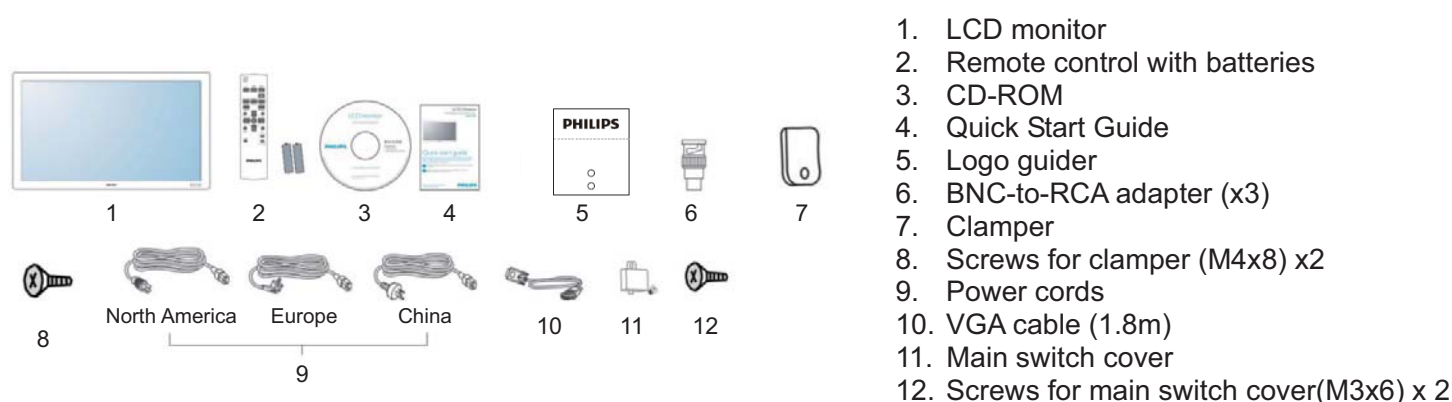 PHILIPS
1
2
3
4
5
6
7
North America
Europe
China
8
9
10
11
12
1. LCD monitor
2. Remote control with batteries
3. CD-ROM
4. Quick Start Guide
5. Logo guider
6. BNC-to-RCA adapter (x3)
7. Clamper
8. Screws for clamper (M4x8) x2
9. Power cords
10. VGA cable (1.8m)
11. Main switch cover
12. Screws for main switch cover(M3x6) x 2